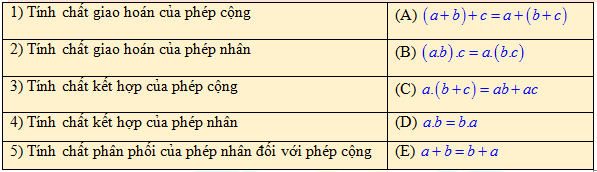 1) Tính chất giao hoán của phép cộng (A) (a+b)+c=a+(b+c)
2) Tính chất giao hoán của phép nhân (B) (a.b).c=a.(b.c)
3) Tính chất kết hợp của phép cộng (C) a.(b+c)=ab+ac
4) Tính chất kết hợp của phép nhân (D) a.b=b.a
5) Tính chất phân phối của phép nhân đối với phép cộng (E) a+b=b+a